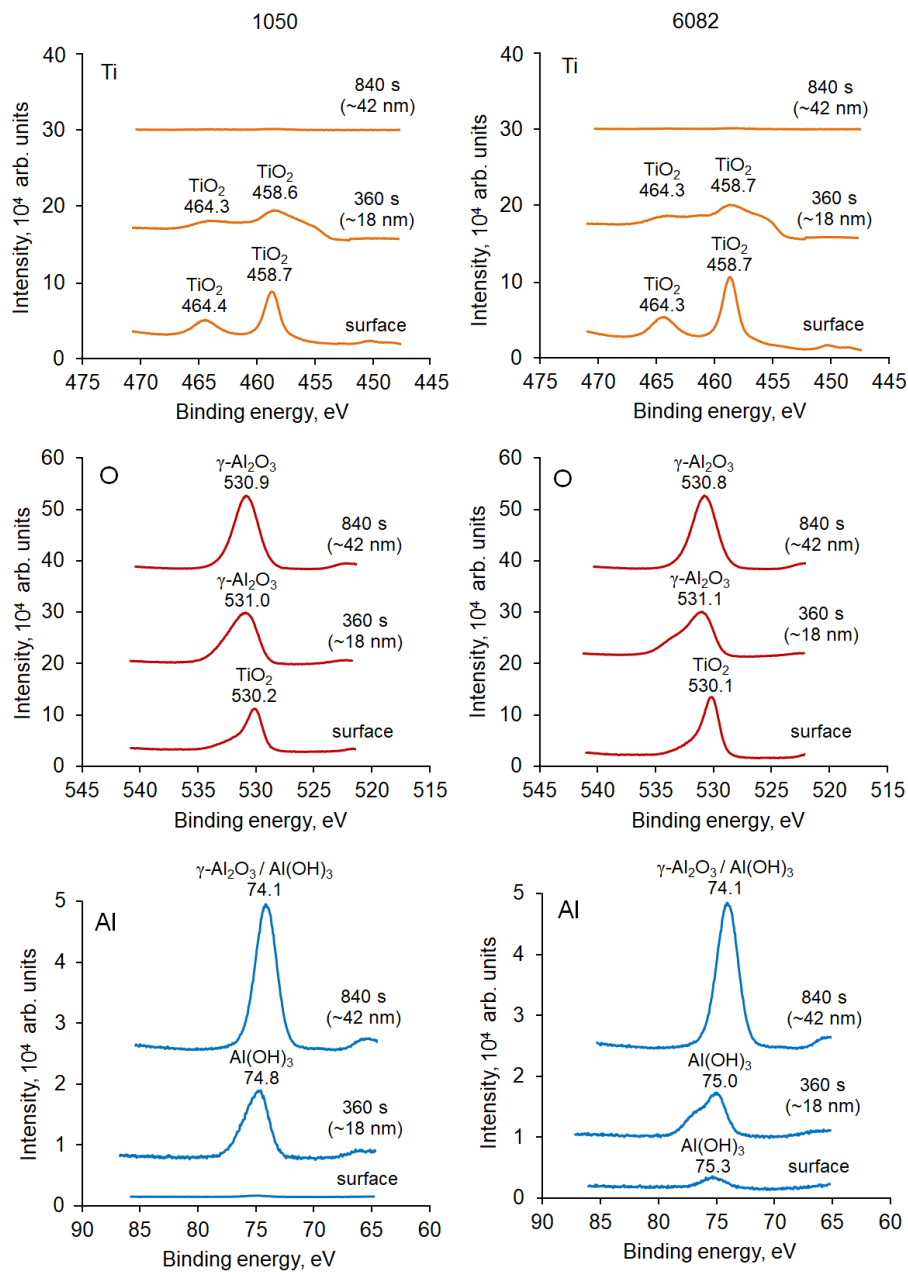 1050
6082
Ti
Intensity, 10⁴ arb. units
40
30
20
10
0
840 s
(~42 nm)
TiO₂
464.3
TiO₂
458.6
360 s
(~18 nm)
TiO₂
464.4
TiO₂
458.7
surface
475 470 465 460 455 450 445
Binding energy, eV
Ti
Intensity, 10⁴ arb. units
40
30
20
10
0
840 s
(~42 nm)
TiO₂
464.3
TiO₂
458.7
360 s
(~18 nm)
TiO₂
464.3
TiO₂
458.7
surface
475 470 465 460 455 450 445
Binding energy, eV
O
Intensity, 10⁴ arb. units
60
50
40
30
20
10
0
γ-Al₂O₃
530.9
840 s
(~42 nm)
γ-Al₂O₃
531.0
360 s
(~18 nm)
TiO₂
530.2
surface
545 540 535 530 525 520 515
Binding energy, eV
O
Intensity, 10⁴ arb. units
60
50
40
30
20
10
0
γ-Al₂O₃
530.8
840 s
(~42 nm)
γ-Al₂O₃
531.1
360 s
(~18 nm)
TiO₂
530.1
surface
545 540 535 530 525 520 515
Binding energy, eV
Al
Intensity, 10⁴ arb. units
5
4
3
2
1
0
γ-Al₂O₃ / Al(OH)₃
74.1
840 s
(~42 nm)
Al(OH)₃
74.8
360 s
(~18 nm)
surface
90 85 80 75 70 65 60
Binding energy, eV
Al
Intensity, 10⁴ arb. units
5
4
3
2
1
0
γ-Al₂O₃ / Al(OH)₃
74.1
840 s
(~42 nm)
Al(OH)₃
75.0
360 s
(~18 nm)
Al(OH)₃
75.3
surface
90 85 80 75 70 65 60
Binding energy, eV